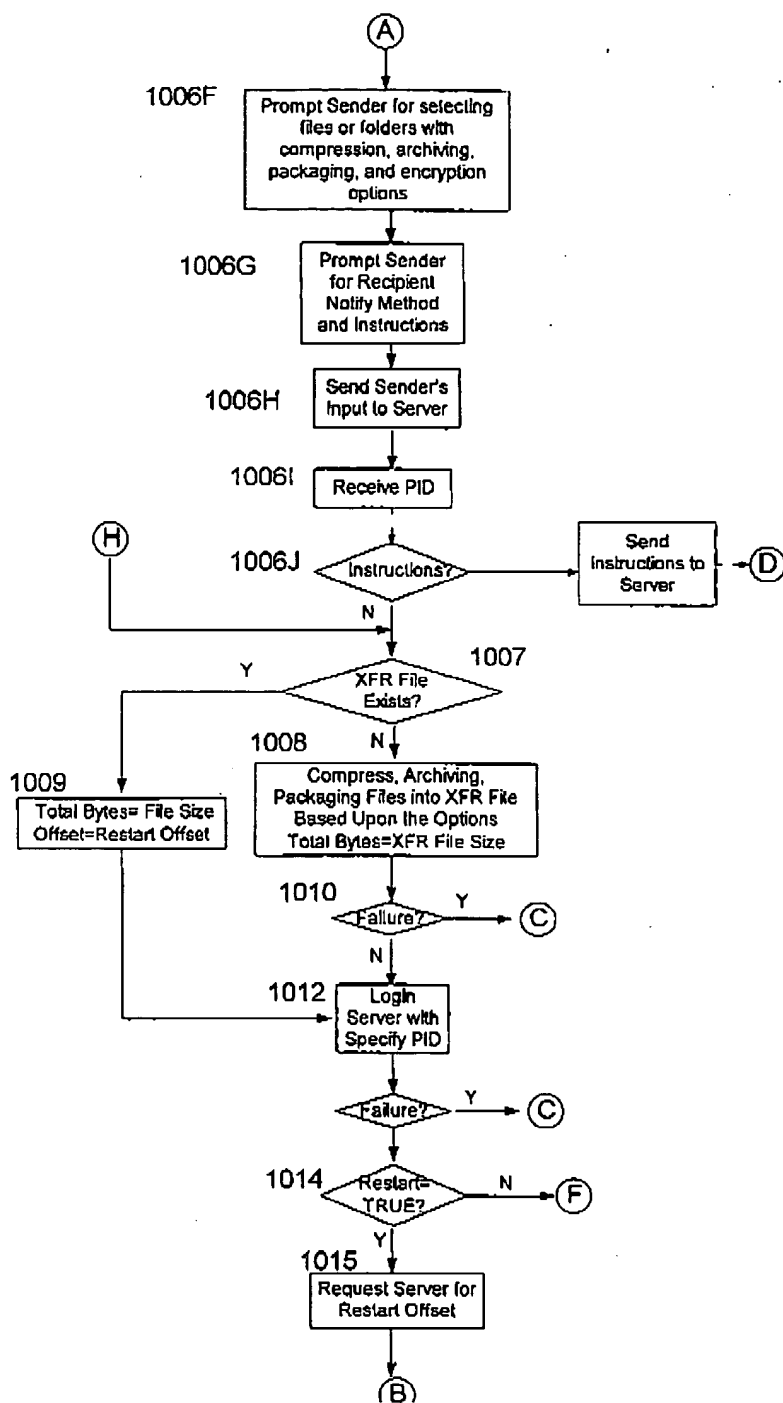 A
1006F
Prompt Sender for selecting
files or folders with
compression, archiving,
packaging, and encryption
options
1006G
Prompt Sender
for Recipient
Notify Method
and Instructions
1006H
Send Sender's
Input to Server
1006I
Receive PID
H
1006J
Instructions?
Send
Instructions to
Server
D
N
1007
Y
XFR File
Exists?
N
1008
1009
Total Bytes= File Size
Offset=Restart Offset
Compress, Archiving,
Packaging Files into XFR File
Based Upon the Options
Total Bytes=XFR File Size
1010
Failure?
Y
C
N
1012
Login
Server with
Specify PID
Failure?
Y
C
1014
Restart=
TRUE?
N
F
Y
1015
Request Server for
Restart Offset
B